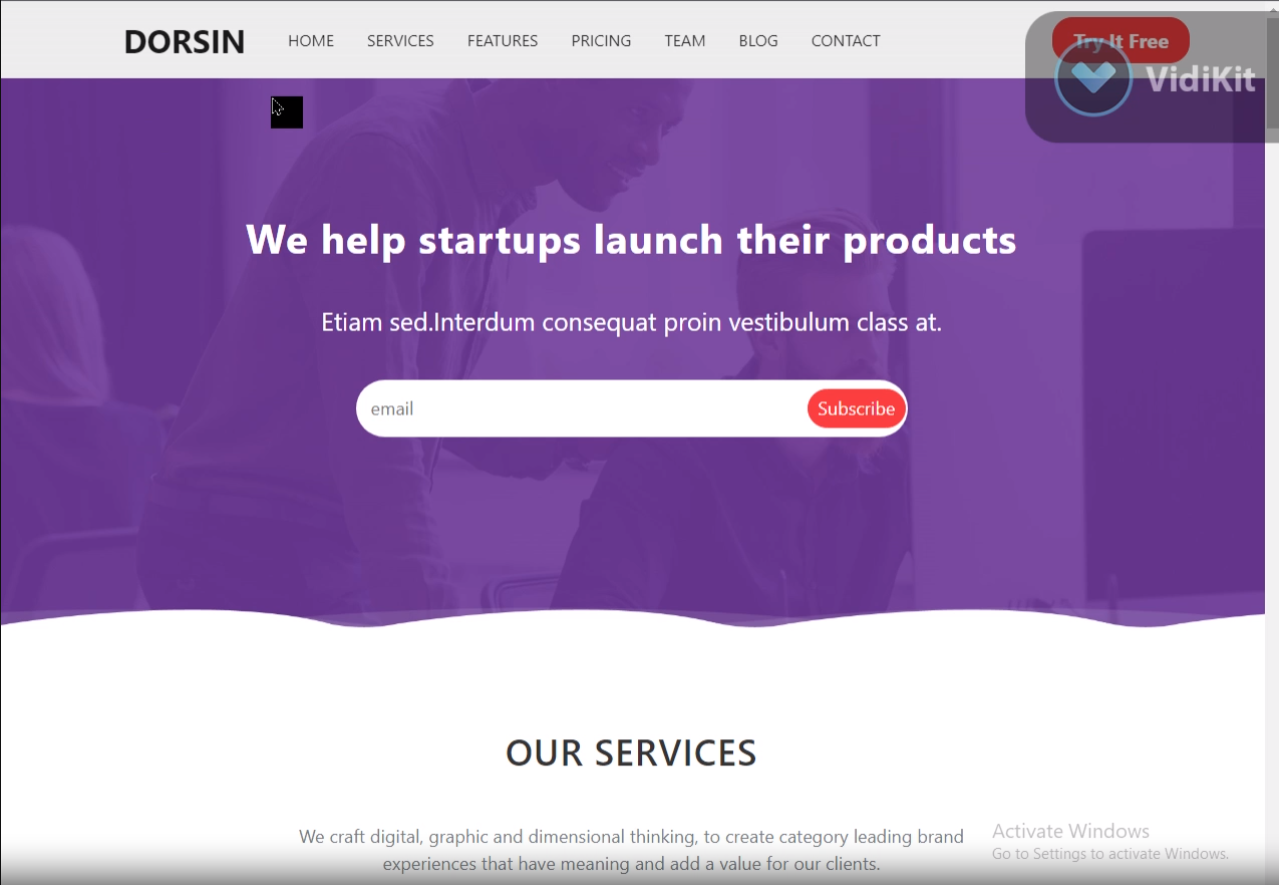 DORSIN HOME SERVICES FEATURES PRICING TEAM BLOG CONTACT Try It Free
VidiKit
We help startups launch their products
Etiam sed.Interdum consequat proin vestibulum class at.
email Subscribe
OUR SERVICES
We craft digital, graphic and dimensional thinking, to create category leading brand
experiences that have meaning and add a value for our clients.
Activate Windows
Go to Settings to activate Windows.